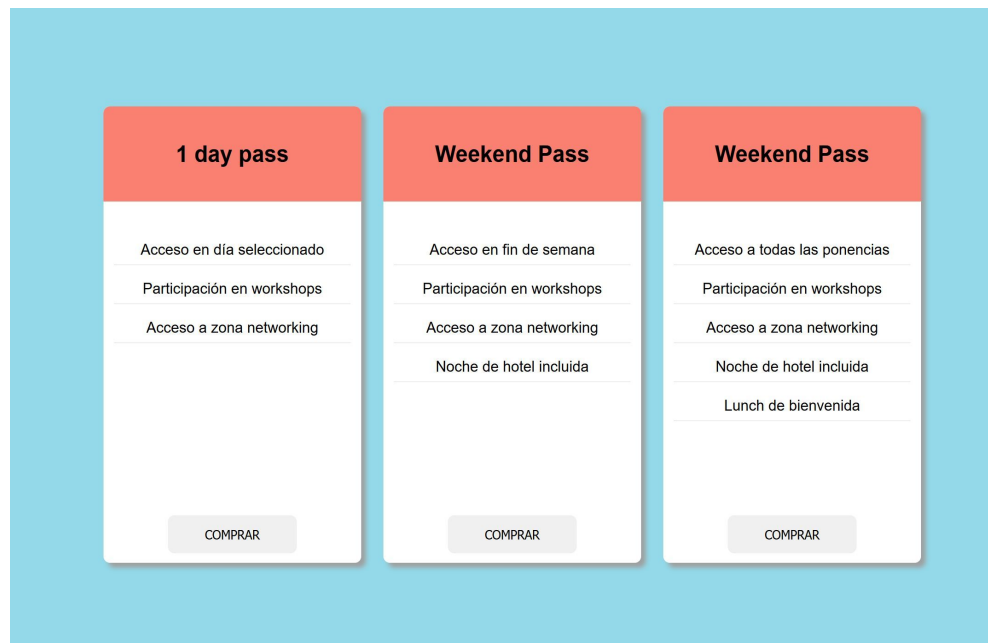 1 day pass
Acceso en día seleccionado
Participación en workshops
Acceso a zona networking
COMPRAR
Weekend Pass
Acceso en fin de semana
Participación en workshops
Acceso a zona networking
Noche de hotel incluida
COMPRAR
Weekend Pass
Acceso a todas las ponencias
Participación en workshops
Acceso a zona networking
Noche de hotel incluida
Lunch de bienvenida
COMPRAR